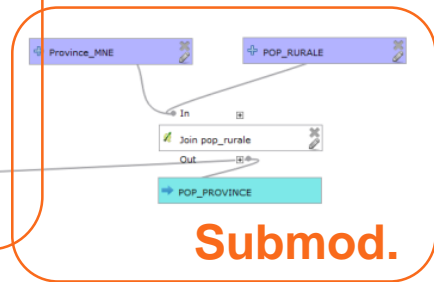 Province_MNE
POP_RURALE
In
Join pop_rurale
Out
POP_PROVINCE
Submod.